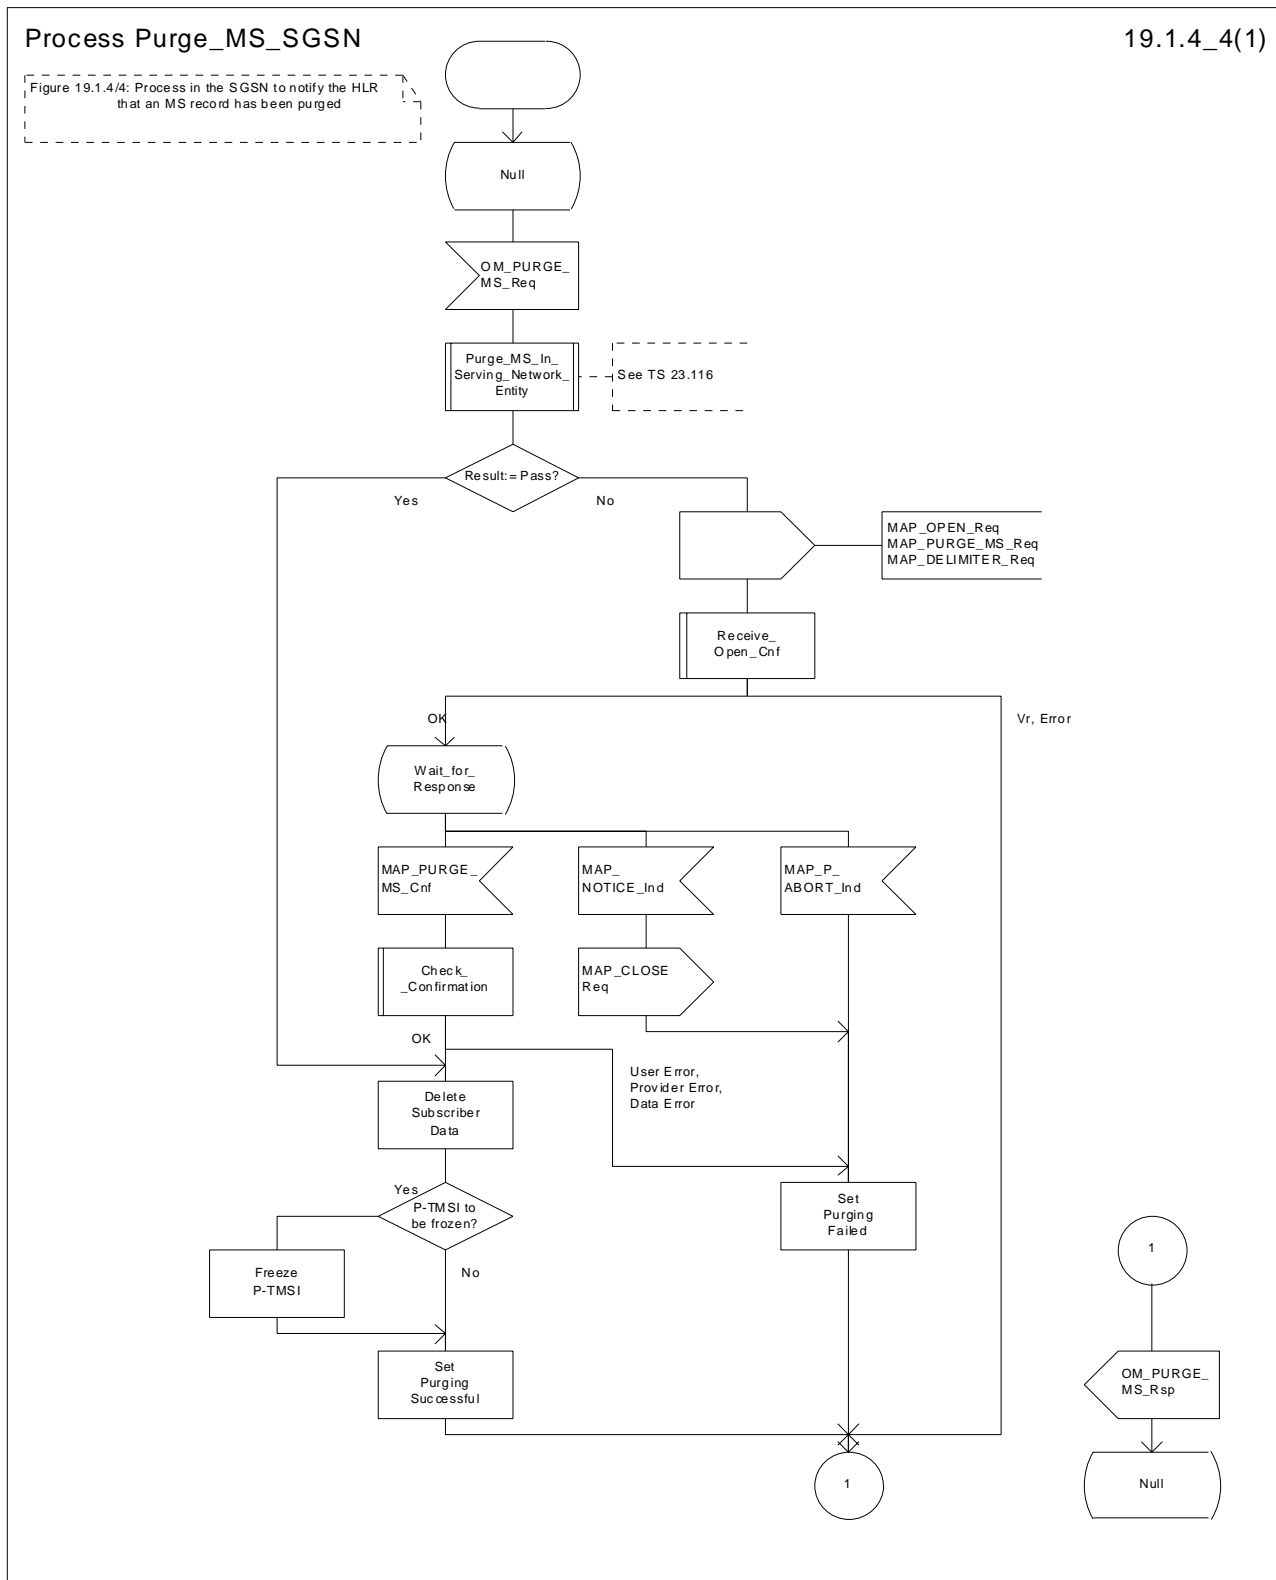 Process Purge_MS_SGSN
19.1.4_4(1)
Figure 19.1.4/4: Process in the SGSN to notify the HLR
that an MS record has been purged
Null
OM_PURGE_
MS_Req
Purge_MS_In_
Serving_Network_
Entity
See TS 23.116
Result:= Pass?
Yes
No
MAP_OPEN_Req
MAP_PURGE_MS_Req
MAP_DELIMITER_Req
Receive_
Open_Cnf
OK
Vr, Error
Wait_for_
Response
MAP_PURGE_
MS_Cnf
MAP_
NOTICE_Ind
MAP_P_
ABORT_Ind
Check_
_Confirmation
MAP_CLOSE
Req
OK
User Error,
Provider Error,
Data Error
Delete
Subscriber
Data
Yes
P-TMSI to
be frozen?
No
Freeze
P-TMSI
Set
Purging
Failed
Set
Purging
Successful
1
1
OM_PURGE_
MS_Rsp
Null